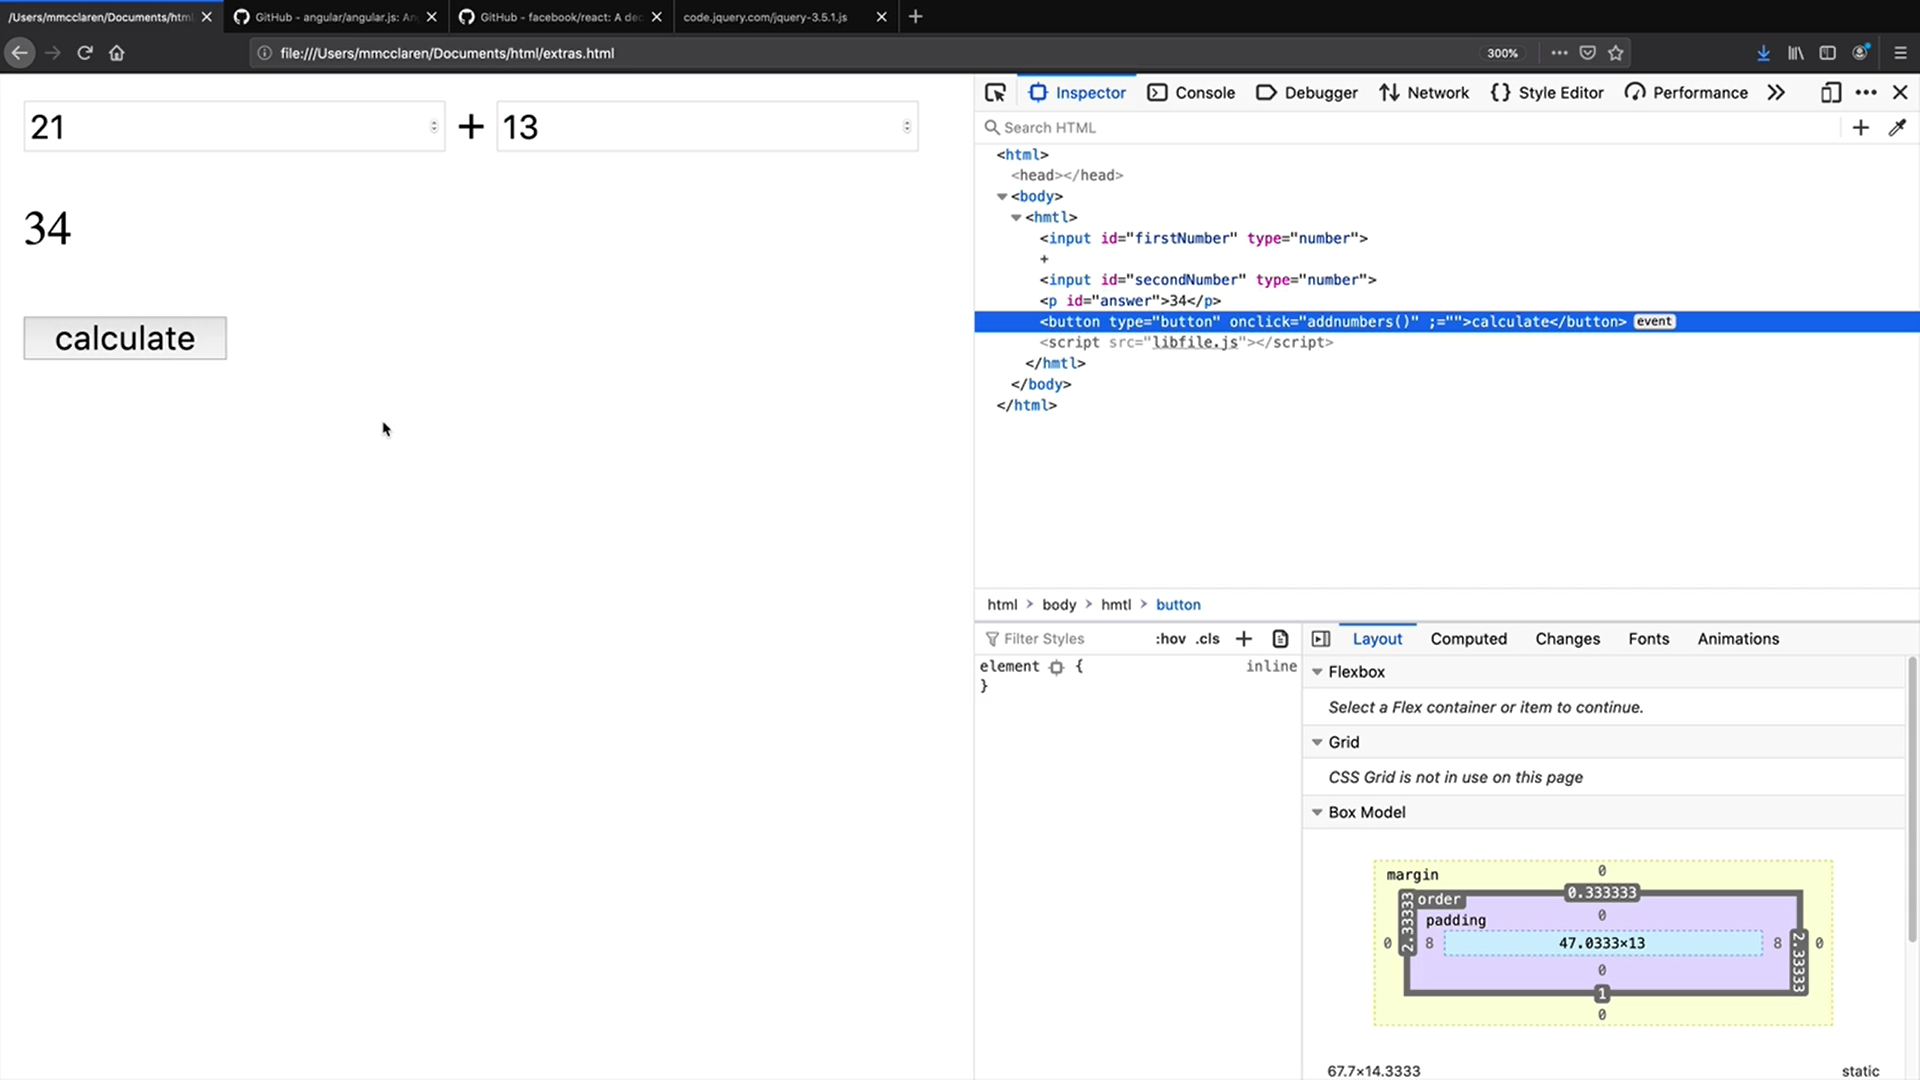 /Users/mmcclaren/Documents/html
GitHub - angular/angular.js: An
GitHub - facebook/react: A dec
code.jquery.com/jquery-3.5.1.js
file:///Users/mmcclaren/Documents/html/extras.html
300%
21 + 13
34
calculate
Inspector
Console
Debugger
Network
Style Editor
Performance
Search HTML
<html>
<head></head>
<body>
<hmtl>
<input id="firstNumber" type="number">
+
<input id="secondNumber" type="number">
<p id="answer">34</p>
<button type="button" onclick="addnumbers()" ;="">calculate</button> event
<script src="libfile.js"></script>
</hmtl>
</body>
</html>
html > body > hmtl > button
Filter Styles
:hov .cls
element { inline
}
Layout
Computed
Changes
Fonts
Animations
Flexbox
Select a Flex container or item to continue.
Grid
CSS Grid is not in use on this page
Box Model
margin
0
order
0.333333
padding
0
0
2.33333
8
47.0333×13
8
2.33333
0
0
1
0
67.7×14.3333
static